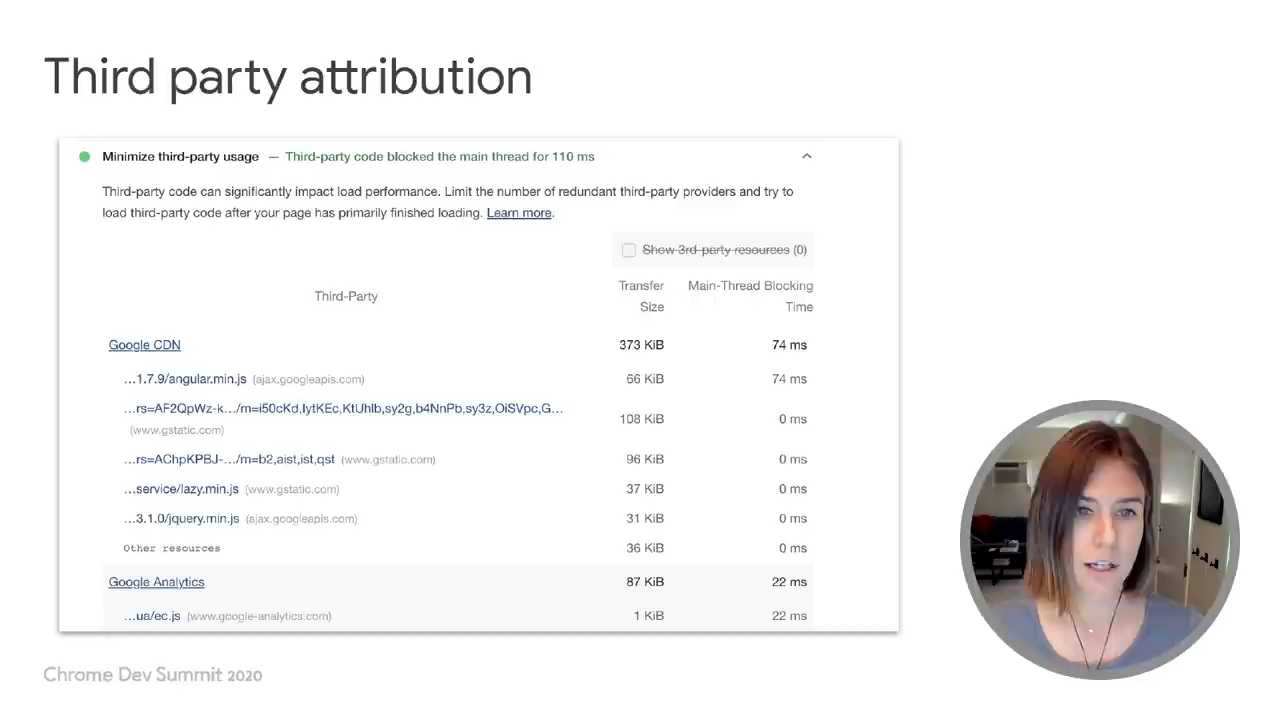 Third party attribution
Minimize third-party usage — Third-party code blocked the main thread for 110 ms
Third-party code can significantly impact load performance. Limit the number of redundant third-party providers and try to
load third-party code after your page has primarily finished loading. Learn more.
Show 3rd-party resources (0)
Third-Party
Transfer Size
Main-Thread Blocking Time
Google CDN 373 KiB 74 ms
…1.7.9/angular.min.js (ajax.googleapis.com) 66 KiB 74 ms
…rs=AF2QpWz-k…/m=i50cKd,IytKEc,KtUhIb,sy2g,b4NnPb,sy3z,OiSVpc,G… 108 KiB 0 ms
(www.gstatic.com)
…rs=AChpKPBJ-…/m=b2,aist,ist,qst (www.gstatic.com) 96 KiB 0 ms
…service/lazy.min.js (www.gstatic.com) 37 KiB 0 ms
…3.1.0/jquery.min.js (ajax.googleapis.com) 31 KiB 0 ms
Other resources 36 KiB 0 ms
Google Analytics 87 KiB 22 ms
…ua/ec.js (www.google-analytics.com) 1 KiB 22 ms
Chrome Dev Summit 2020